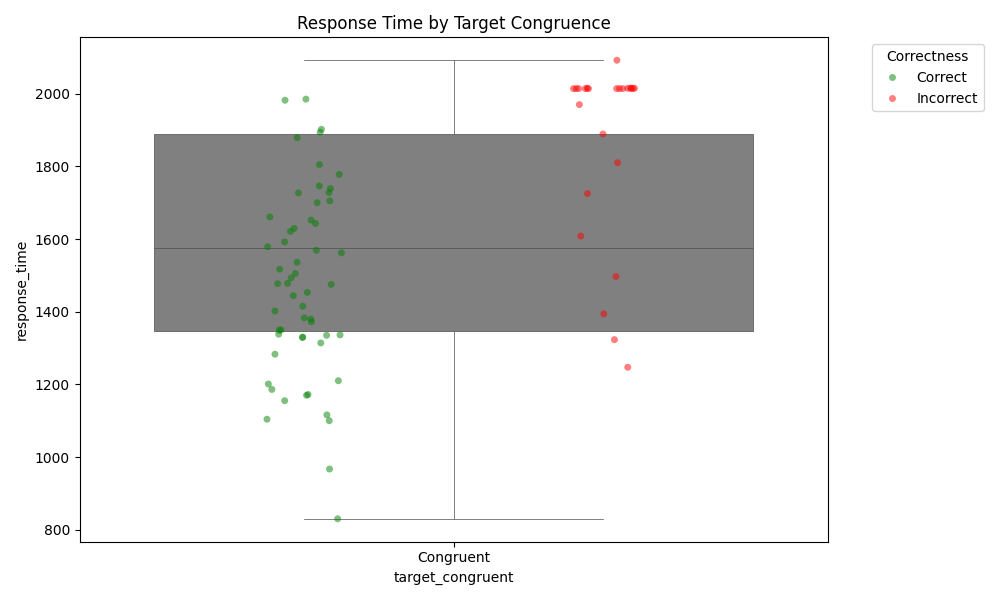 Response Time by Target Congruence
Correctness
Correct
Incorrect
response_time
2000
1800
1600
1400
1200
1000
800
Congruent
target_congruent